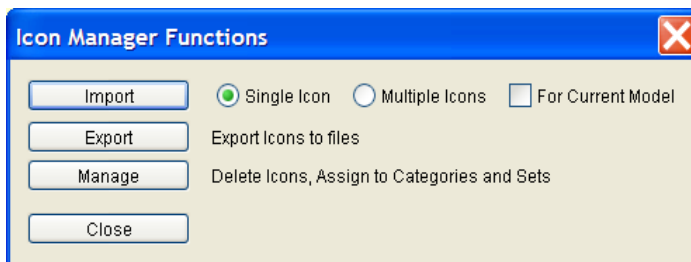 Icon Manager Functions
Import Single Icon Multiple Icons For Current Model
Export Export Icons to files
Manage Delete Icons, Assign to Categories and Sets
Close